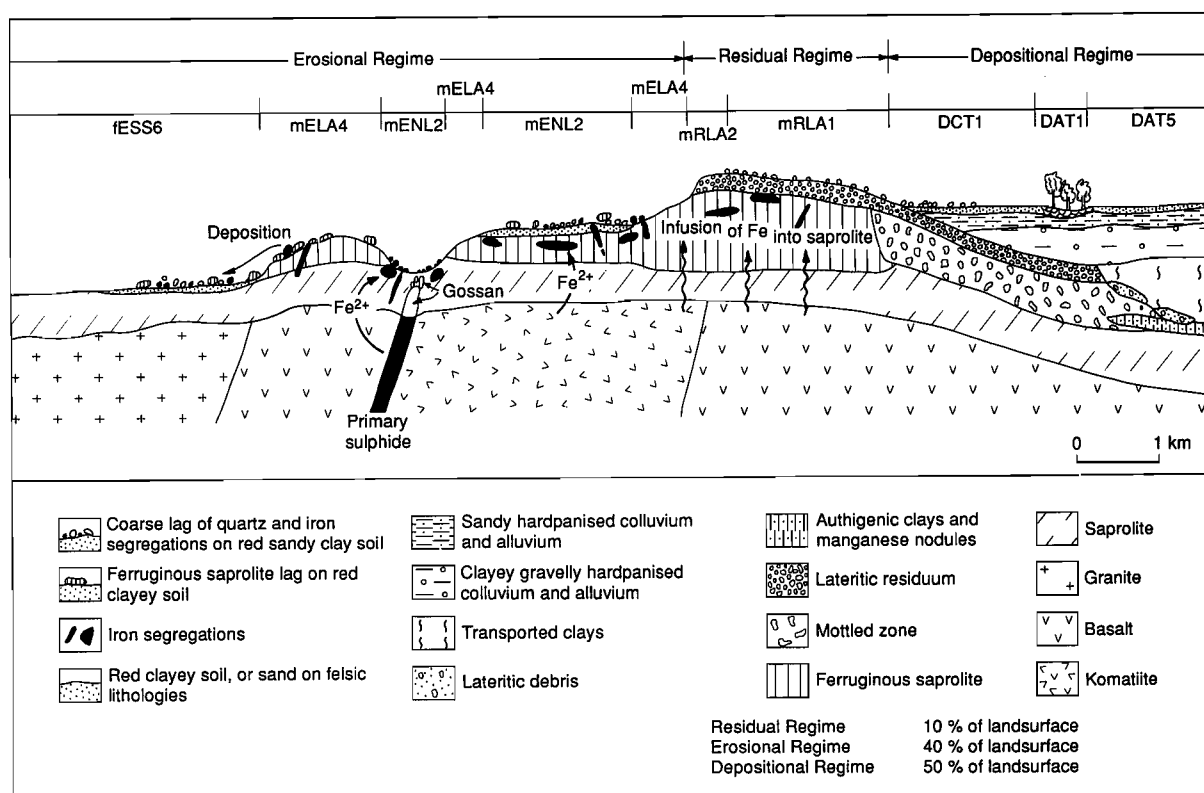 Erosional Regime
Residual Regime
Depositional Regime
mELA4
mELA4
fESS6
mELA4
mENL2
mENL2
mRLA2
mRLA1
DCT1
DAT1
DAT5
Deposition
Infusion of Fe into saprolite
Fe2+
Gossan
Fe2+
Primary
sulphide
0 1 km
Coarse lag of quartz and iron
segregations on red sandy clay soil
Ferruginous saprolite lag on red
clayey soil
Iron segregations
Red clayey soil, or sand on felsic
lithologies
Sandy hardpanised colluvium
and alluvium
Clayey gravelly hardpanised
colluvium and alluvium
Transported clays
Lateritic debris
Authigenic clays and
manganese nodules
Lateritic residuum
Mottled zone
Ferruginous saprolite
Saprolite
Granite
Basalt
Komatiite
Residual Regime 10 % of landsurface
Erosional Regime 40 % of landsurface
Depositional Regime 50 % of landsurface